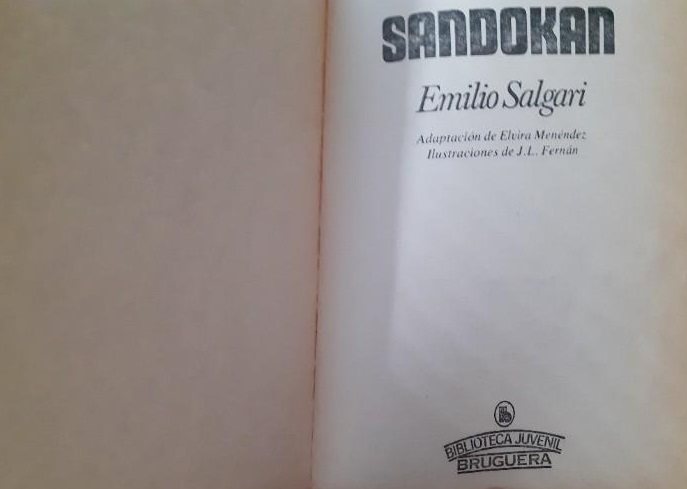 SANDOKAN
Emilio Salgari
Adaptación de Elvira Menéndez
Ilustraciones de J.L. Fernán
B
BIBLIOTECA JUVENIL
BRUGUERA